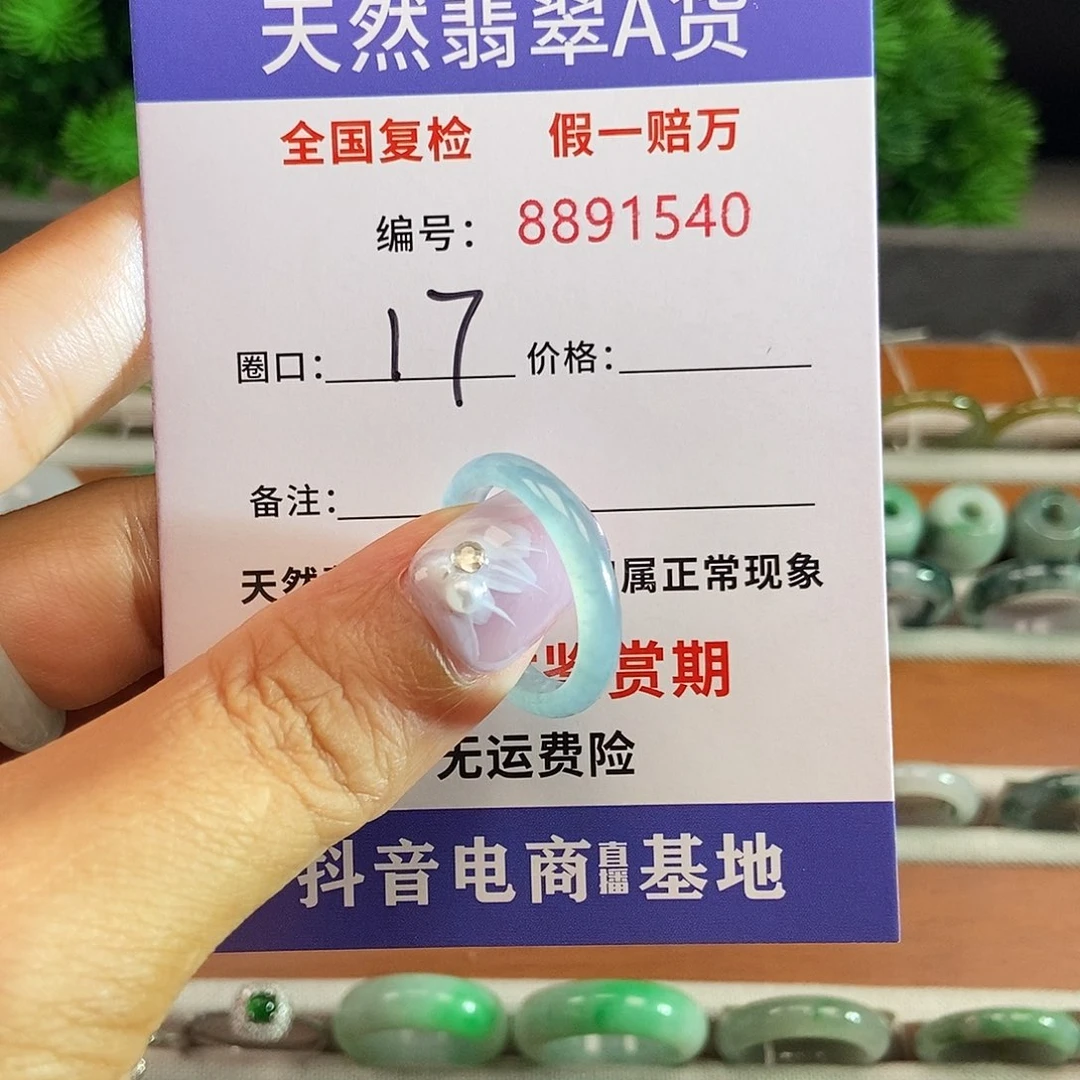 天然翡翠A货
全国复检 假一赔万
编号： 8891540
圈口： 17 价格：
备注：
天然 属正常现象
赏期
无运费险
抖音电商直播基地